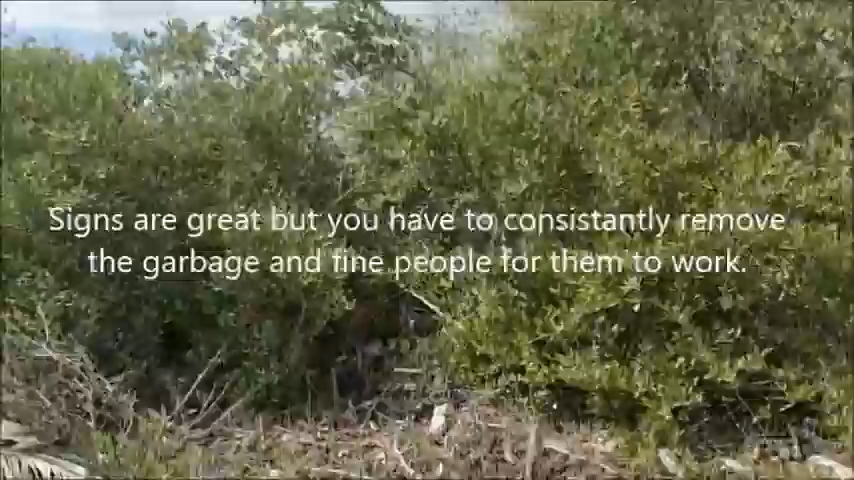 Signs are great but you have to consistantly remove
the garbage and fine people for them to work.